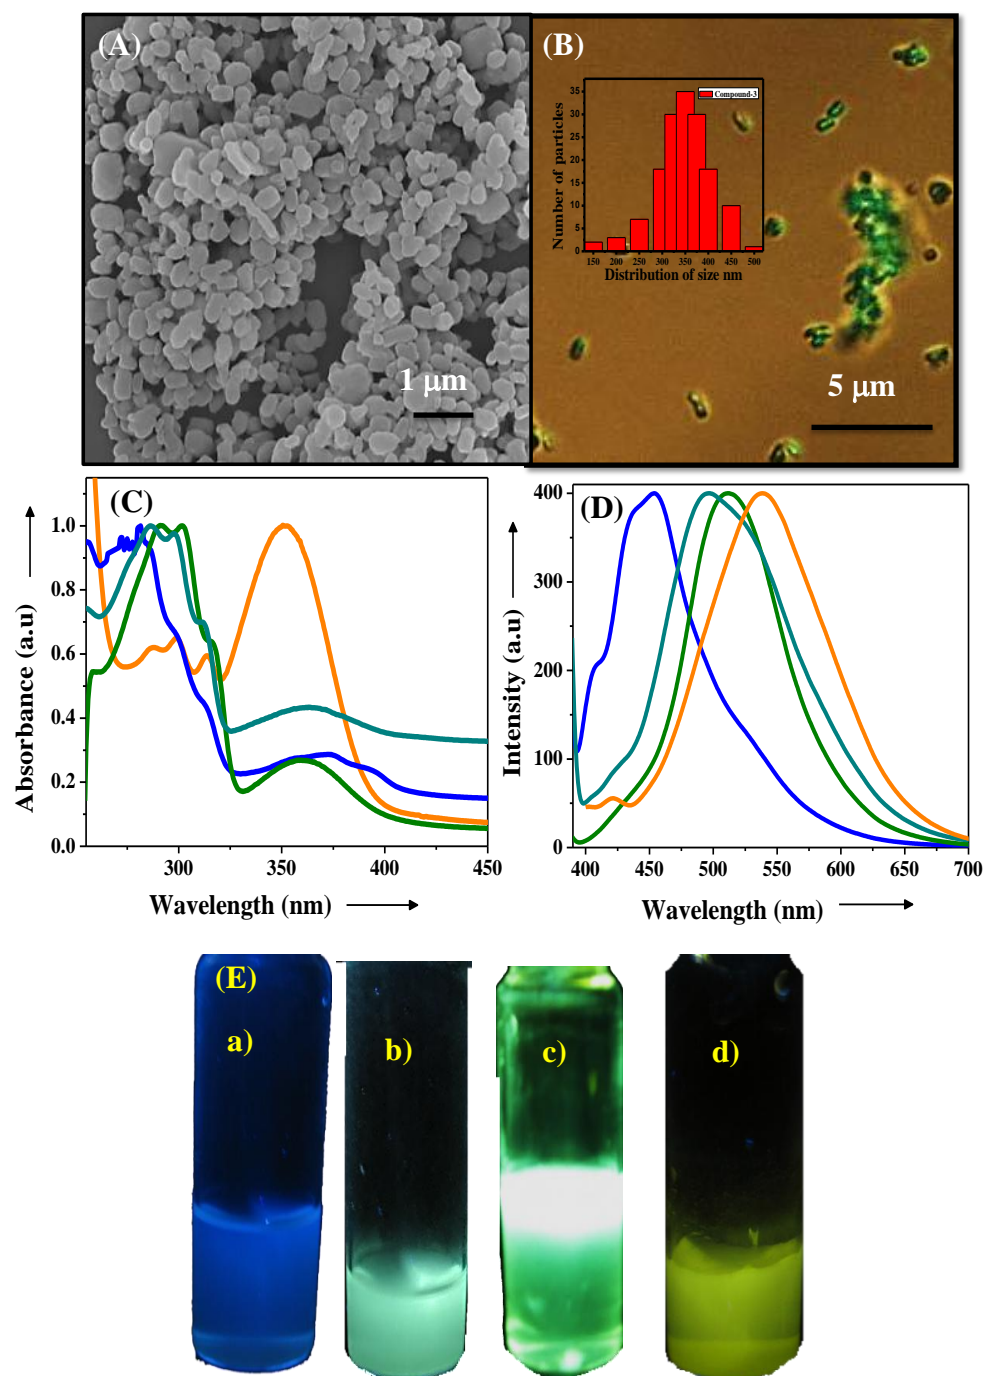 (A)
1 μm
(B)
Compound-3
Number of particles
35
30
25
20
15
10
5
0
150 200 250 300 350 400 450 500
Distribution of size nm
5 μm
(C)
Absorbance (a.u)
1.0
0.8
0.6
0.4
0.2
0.0
300 350 400 450
Wavelength (nm)
(D)
Intensity (a.u)
400
300
200
100
0
400 450 500 550 600 650 700
Wavelength (nm)
(E)
a)
b)
c)
d)